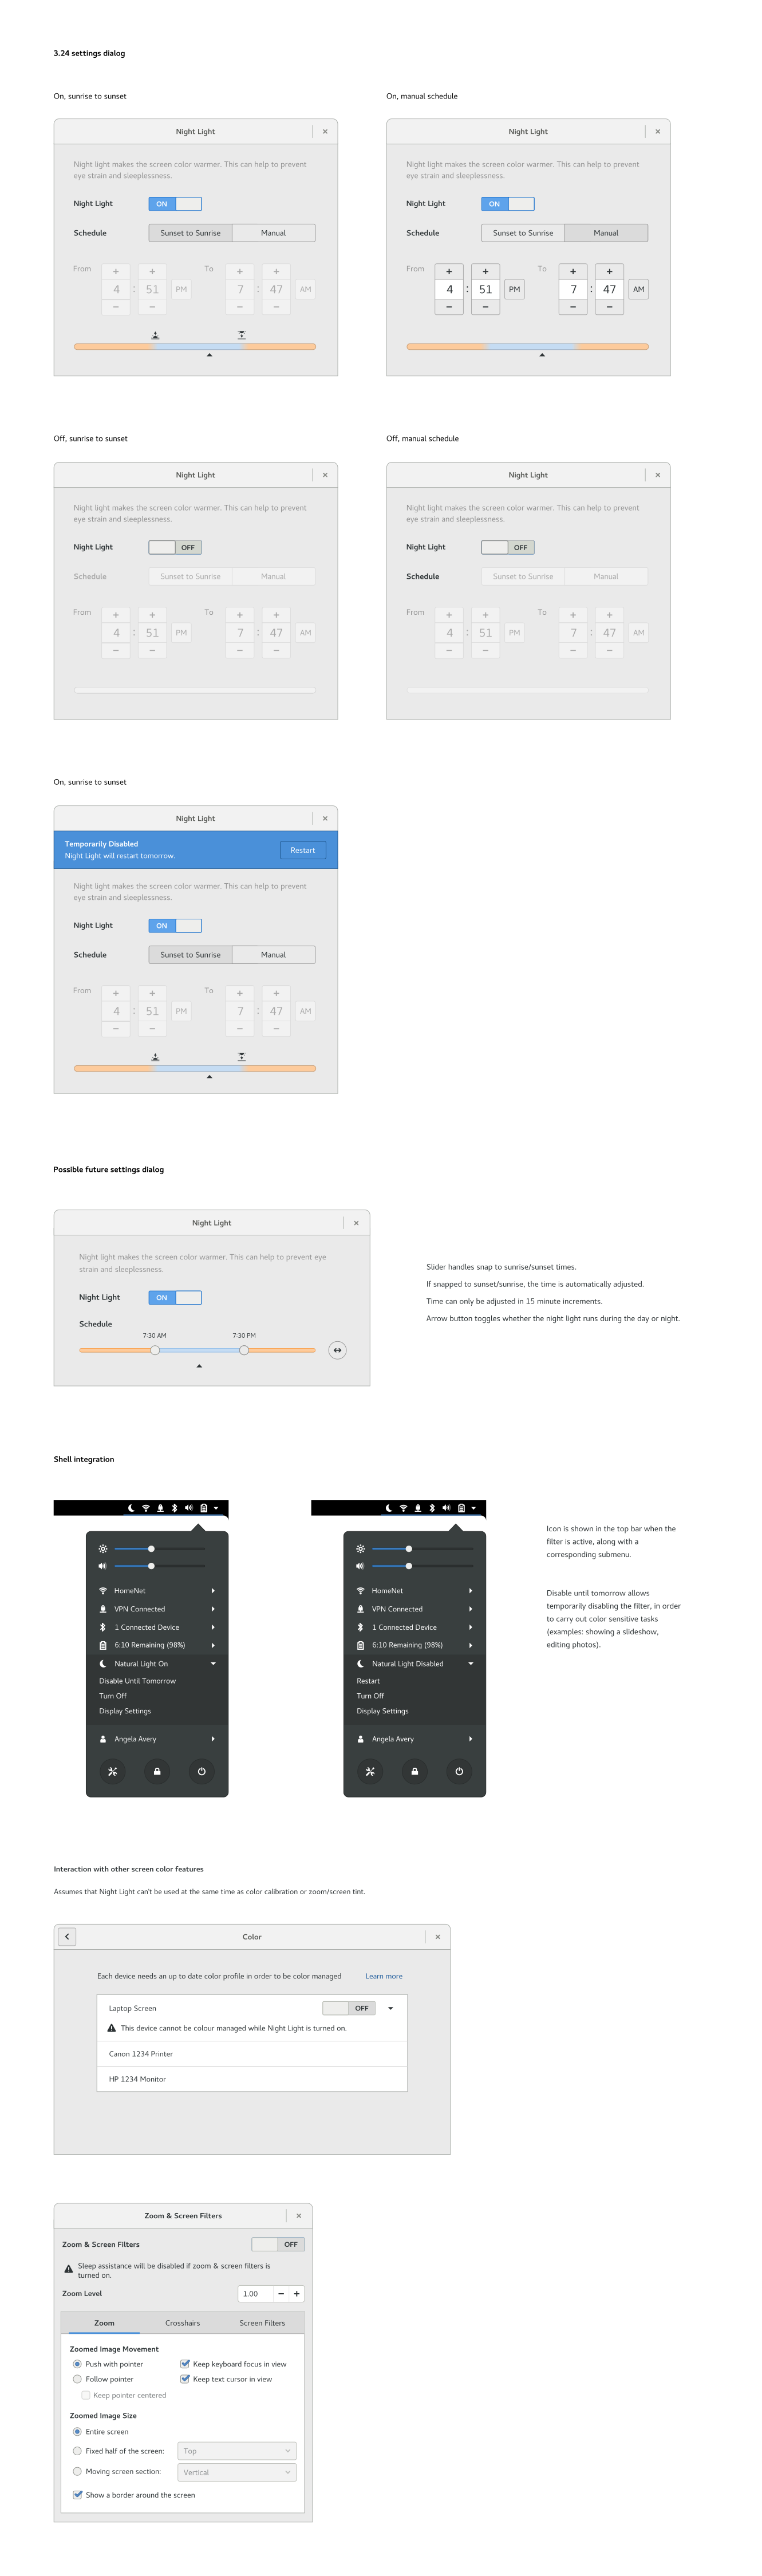 3.24 settings dialog
On, sunrise to sunset
On, manual schedule
Night Light
Night light makes the screen color warmer. This can help to prevent
eye strain and sleeplessness.
Night Light ON
Schedule Sunset to Sunrise Manual
From To
+ + + +
4 : 51 PM 7 : 47 AM
− − − −
Night Light
Night light makes the screen color warmer. This can help to prevent
eye strain and sleeplessness.
Night Light ON
Schedule Sunset to Sunrise Manual
From To
+ + + +
4 : 51 PM 7 : 47 AM
− − − −
Off, sunrise to sunset
Off, manual schedule
Night Light
Night light makes the screen color warmer. This can help to prevent
eye strain and sleeplessness.
Night Light OFF
Schedule Sunset to Sunrise Manual
From To
+ + + +
4 : 51 PM 7 : 47 AM
− − − −
Night Light
Night light makes the screen color warmer. This can help to prevent
eye strain and sleeplessness.
Night Light OFF
Schedule Sunset to Sunrise Manual
From To
+ + + +
4 : 51 PM 7 : 47 AM
− − − −
On, sunrise to sunset
Night Light
Temporarily Disabled
Night Light will restart tomorrow.
Restart
Night light makes the screen color warmer. This can help to prevent
eye strain and sleeplessness.
Night Light ON
Schedule Sunset to Sunrise Manual
From To
+ + + +
4 : 51 PM 7 : 47 AM
− − − −
Possible future settings dialog
Night Light
Night light makes the screen color warmer. This can help to prevent eye
strain and sleeplessness.
Night Light ON
Schedule
7:30 AM 7:30 PM
Slider handles snap to sunrise/sunset times.
If snapped to sunset/sunrise, the time is automatically adjusted.
Time can only be adjusted in 15 minute increments.
Arrow button toggles whether the night light runs during the day or night.
Shell integration
HomeNet
VPN Connected
1 Connected Device
6:10 Remaining (98%)
Natural Light On
Disable Until Tomorrow
Turn Off
Display Settings
Angela Avery
HomeNet
VPN Connected
1 Connected Device
6:10 Remaining (98%)
Natural Light Disabled
Restart
Turn Off
Display Settings
Angela Avery
Icon is shown in the top bar when the
filter is active, along with a
corresponding submenu.
Disable until tomorrow allows
temporarily disabling the filter, in order
to carry out color sensitive tasks
(examples: showing a slideshow,
editing photos).
Interaction with other screen color features
Assumes that Night Light can't be used at the same time as color calibration or zoom/screen tint.
Color
Each device needs an up to date color profile in order to be color managed Learn more
Laptop Screen OFF
This device cannot be colour managed while Night Light is turned on.
Canon 1234 Printer
HP 1234 Monitor
Zoom & Screen Filters
Zoom & Screen Filters OFF
Sleep assistance will be disabled if zoom & screen filters is
turned on.
Zoom Level 1.00 − +
Zoom Crosshairs Screen Filters
Zoomed Image Movement
Push with pointer Keep keyboard focus in view
Follow pointer Keep text cursor in view
Keep pointer centered
Zoomed Image Size
Entire screen
Fixed half of the screen: Top
Moving screen section: Vertical
Show a border around the screen